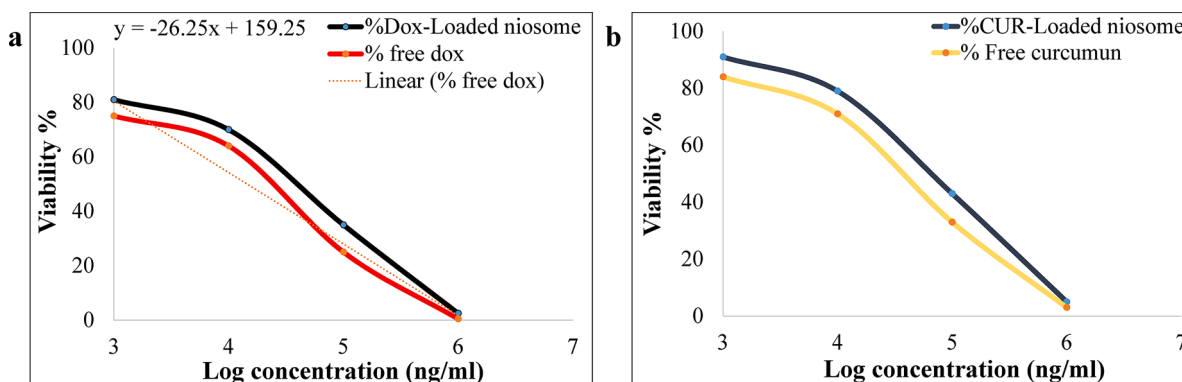 a
y = -26.25x + 159.25
%Dox-Loaded niosome
% free dox
Linear (% free dox)
Viability %
100
80
60
40
20
0
3 4 5 6 7
Log concentration (ng/ml)
b
%CUR-Loaded niosome
% Free curcumun
Viability %
100
80
60
40
20
0
3 4 5 6 7
Log concentration (ng/ml)